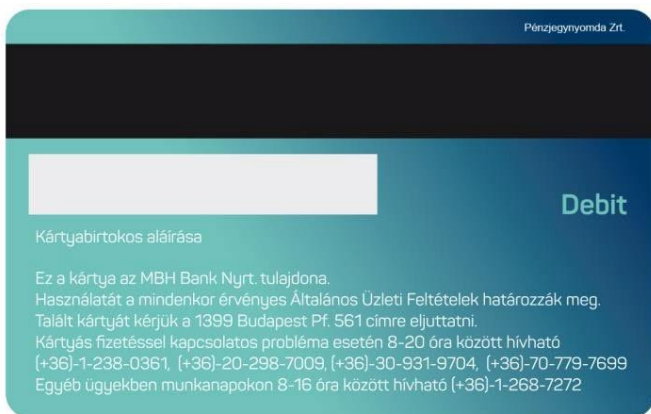 Pénzjegynyomda Zrt.
Debit
Kártyabirtokos aláírása
Ez a kártya az MBH Bank Nyrt. tulajdona.
Használatát a mindenkor érvényes Általános Üzleti Feltételek határozzák meg.
Talált kártyát kérjük a 1399 Budapest Pf. 561 címre eljuttatni.
Kártyás fizetéssel kapcsolatos probléma esetén 8-20 óra között hívható
(+36)-1-238-0361, (+36)-20-298-7009, (+36)-30-931-9704, (+36)-70-779-7699
Egyéb ügyekben munkanapokon 8-16 óra között hívható (+36)-1-268-7272